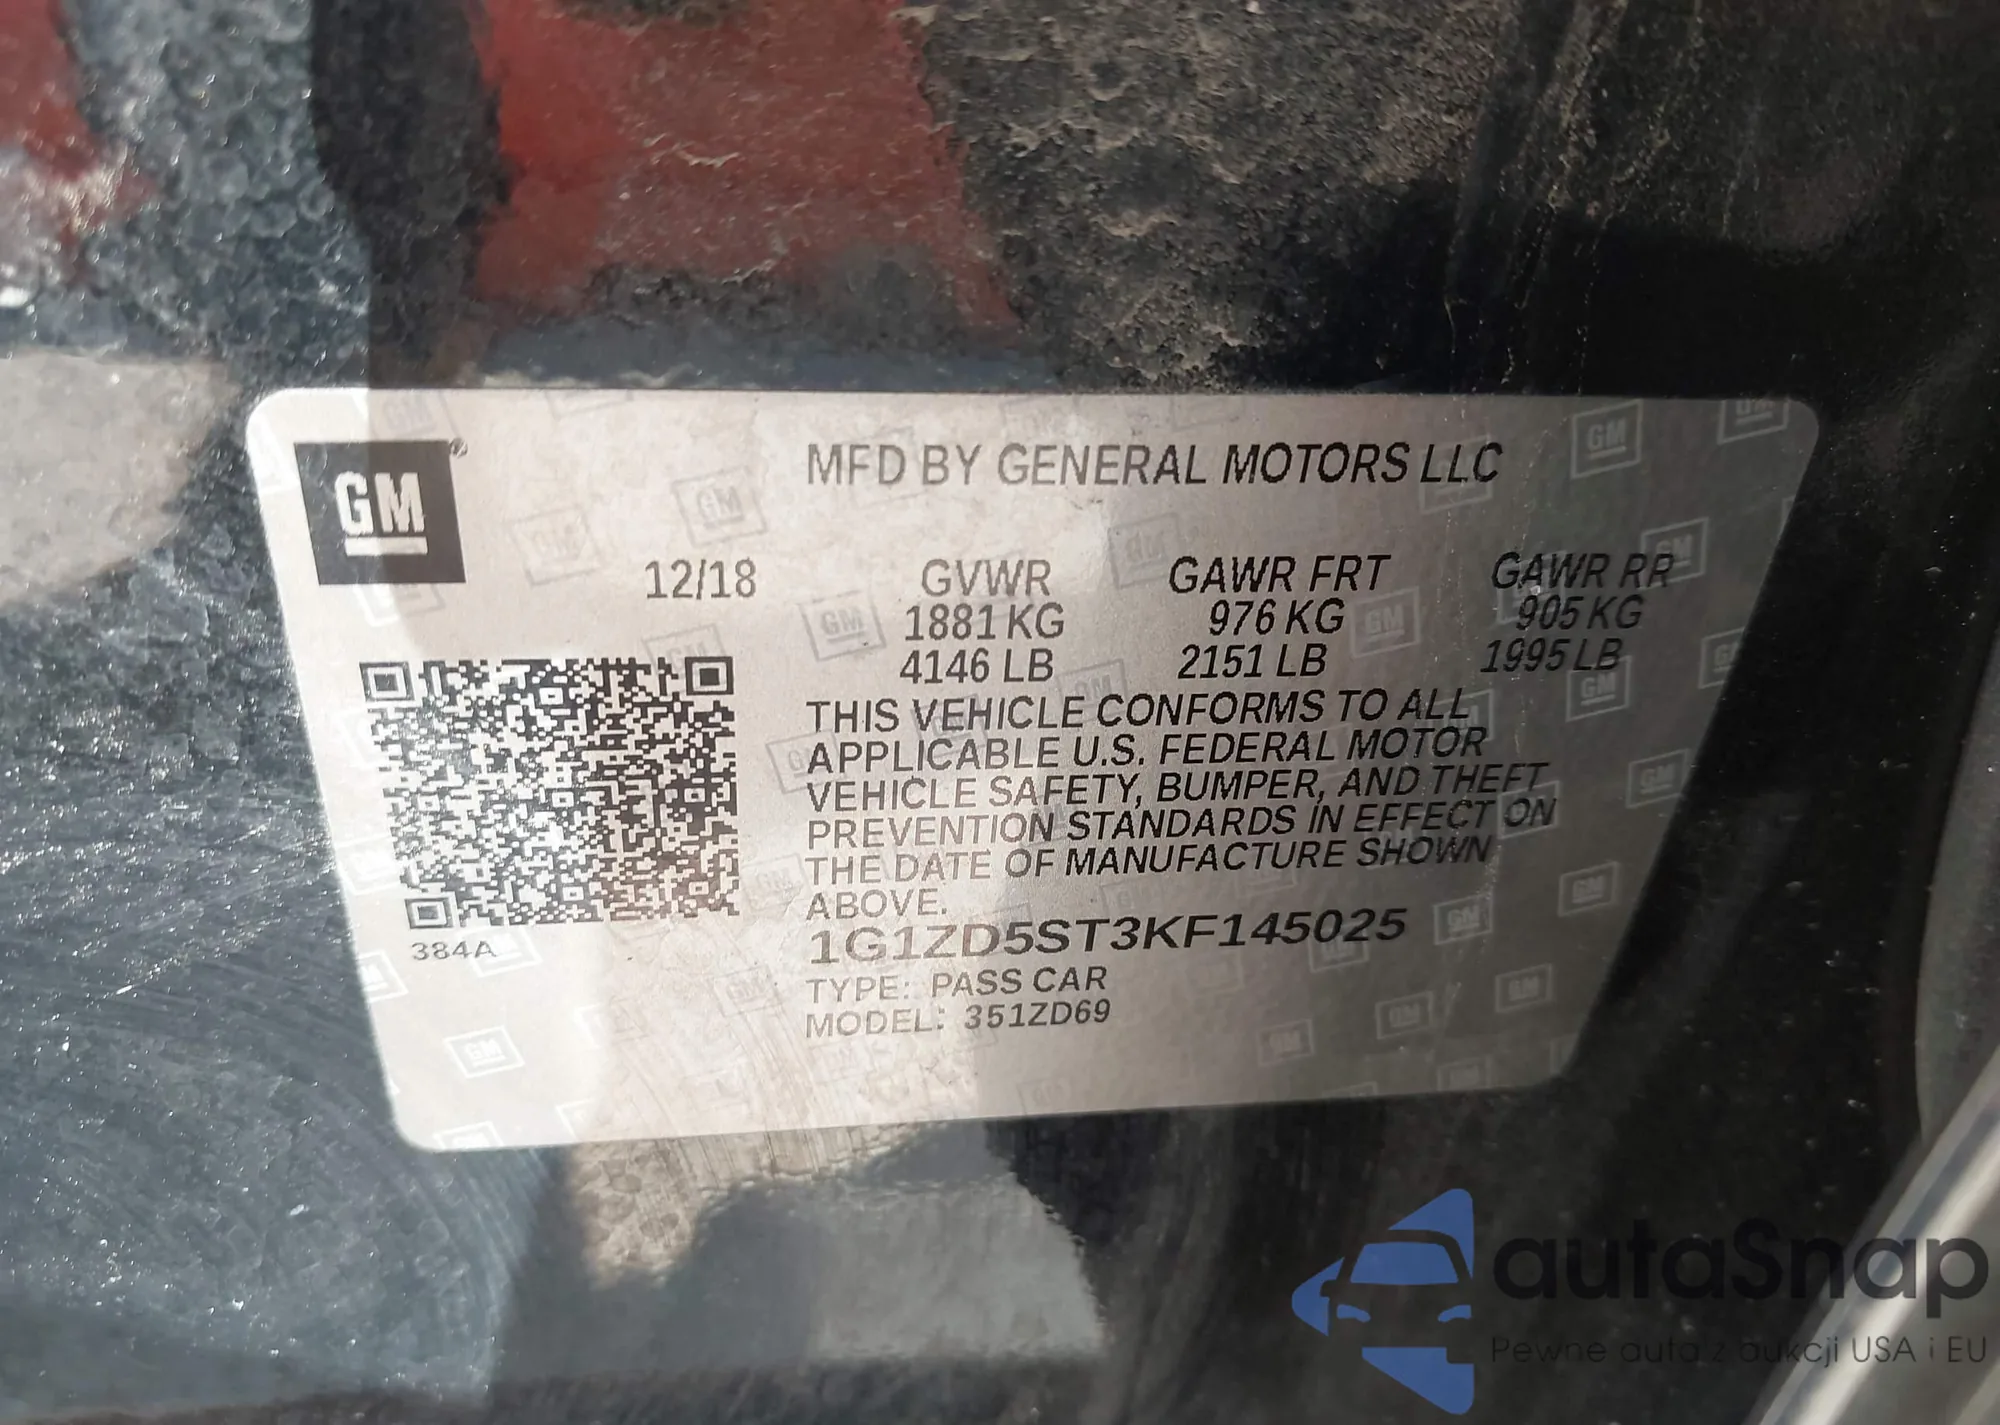 GM
MFD BY GENERAL MOTORS LLC
12/18 GVWR GAWR FRT GAWR RR
1881 KG 976 KG 905 KG
4146 LB 2151 LB 1995 LB
THIS VEHICLE CONFORMS TO ALL
APPLICABLE U.S. FEDERAL MOTOR
VEHICLE SAFETY, BUMPER, AND THEFT
PREVENTION STANDARDS IN EFFECT ON
THE DATE OF MANUFACTURE SHOWN
ABOVE.
384A
1G1ZD5ST3KF145025
TYPE: PASS CAR
MODEL: 351ZD69
autaSnap
Pewne auta z aukcji USA i EU